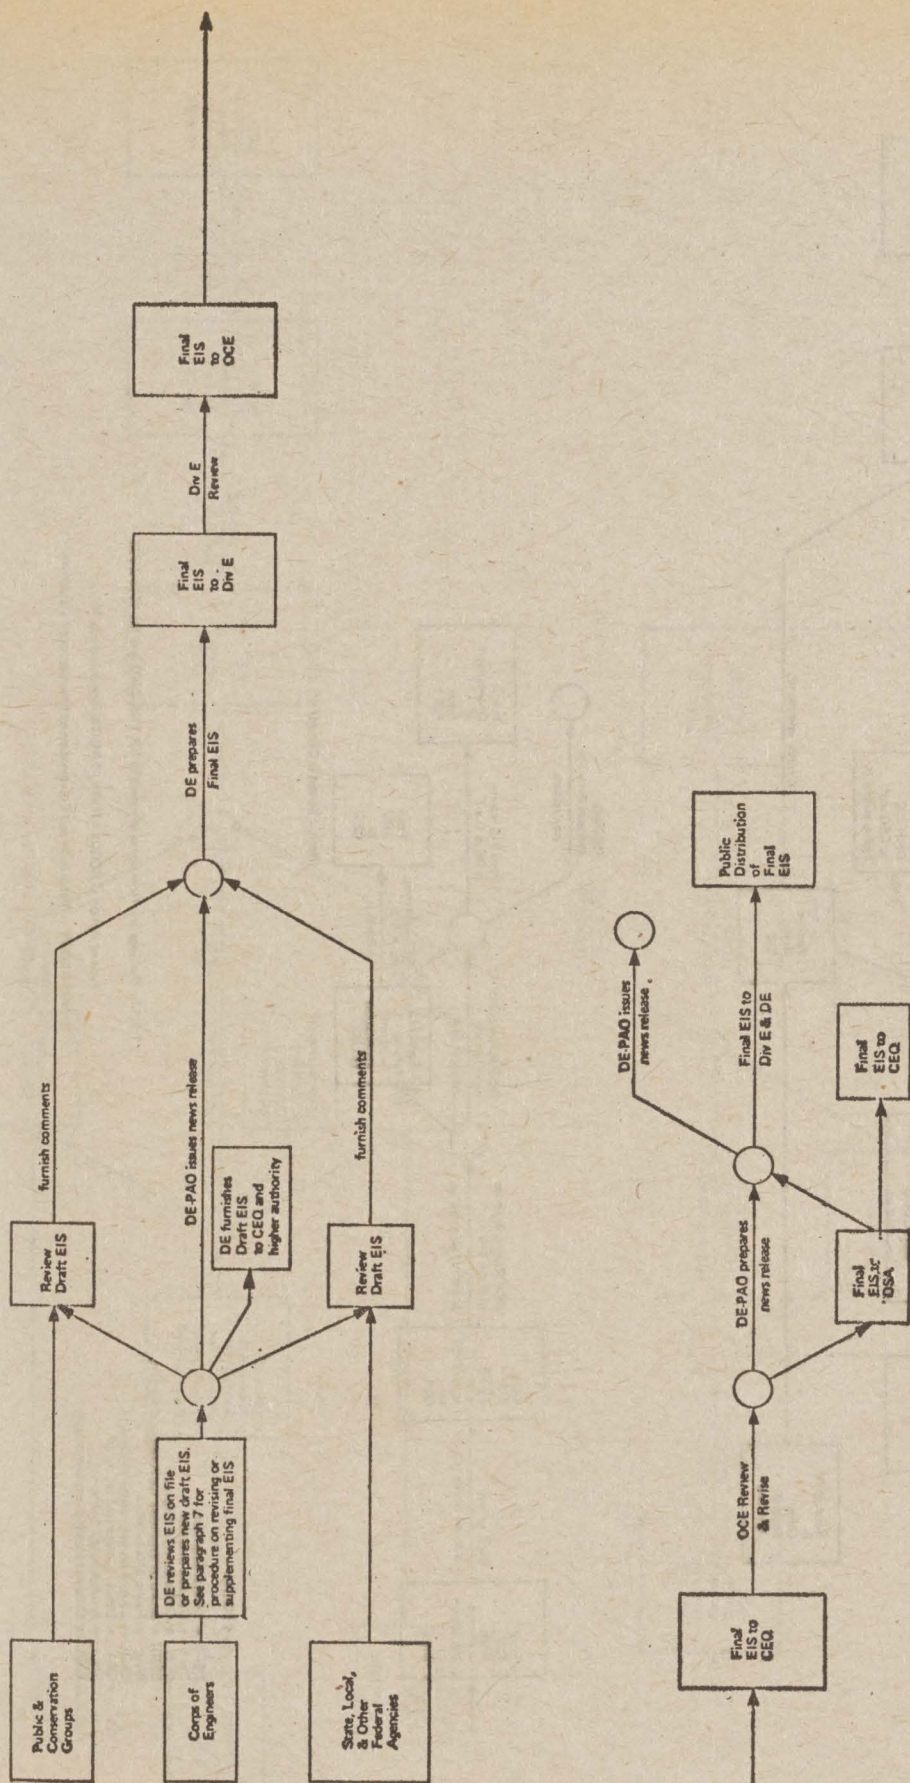 Public &
Conservation
Groups
Review
Draft EIS
furnish comments
Corps of
Engineers
DE reviews EIS on file
or prepares new draft EIS.
See paragraph 7 for
procedure on revising or
supplementing final EIS
DE-PAO issues news release
DE furnishes
Draft EIS
to CEQ and
higher authority
DE prepares
Final EIS
Final
EIS
to
Div E
Div E
Review
Final
EIS
to
OCE
State, Local,
& Other
Federal
Agencies
Review
Draft EIS
furnish comments
Final
EIS to
CEQ
OCE Review
& Revise
DE-PAO prepares
news release
DE-PAO issues
news release
Final EIS to
Div E & DE
Public
Distribution
of
Final
EIS
Final
EIS
OSA
Final
EIS to
CEQ